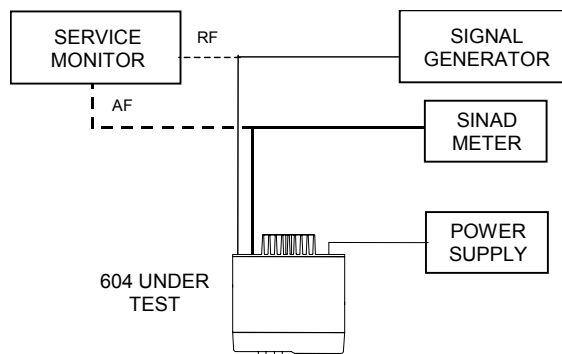 SERVICE
MONITOR
RF
SIGNAL
GENERATOR
AF
SINAD
METER
POWER
SUPPLY
604 UNDER
TEST